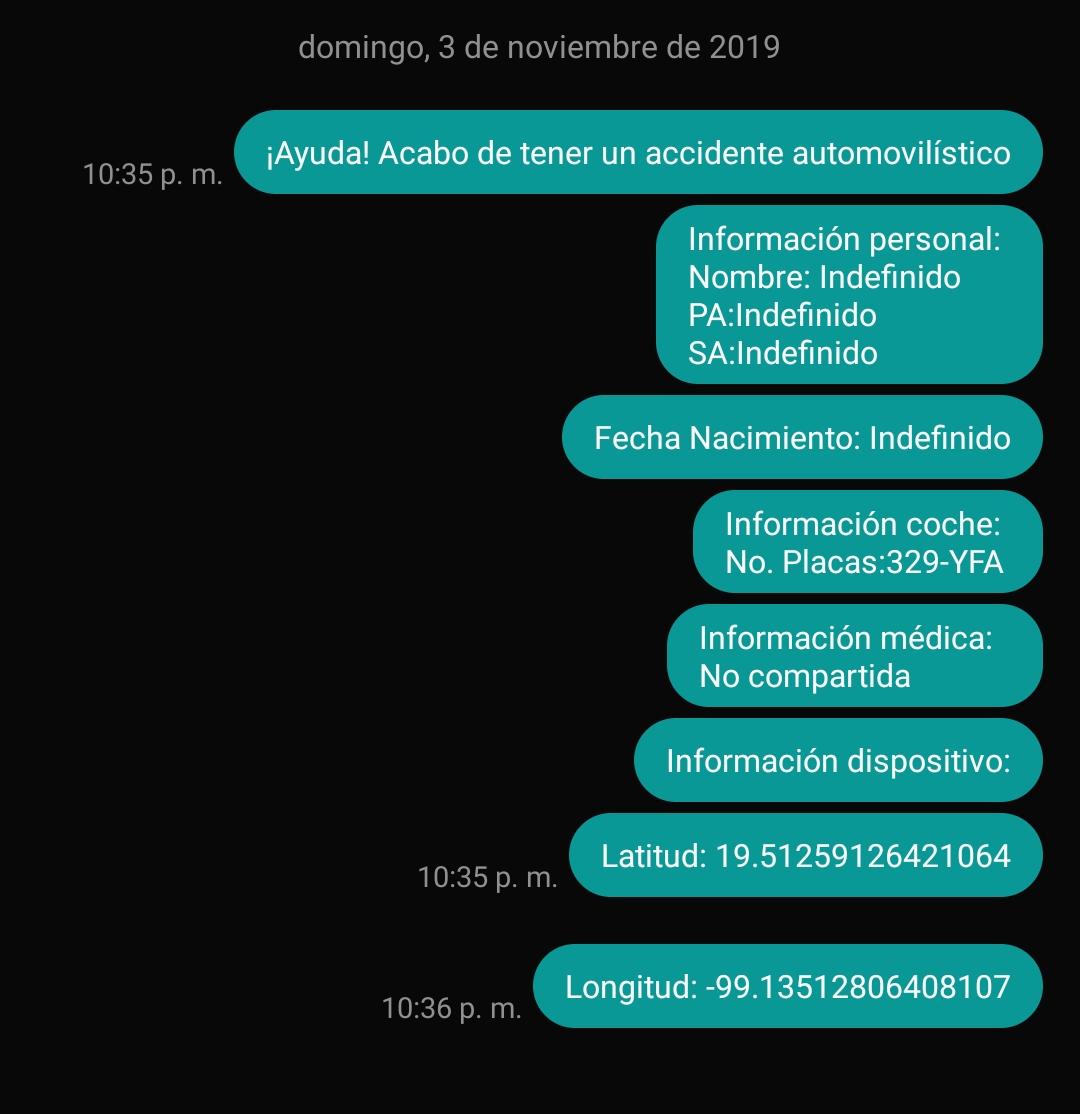 domingo, 3 de noviembre de 2019
¡Ayuda! Acabo de tener un accidente automovilístico
10:35 p. m.
Información personal:
Nombre: Indefinido
PA:Indefinido
SA:Indefinido
Fecha Nacimiento: Indefinido
Información coche:
No. Placas:329-YFA
Información médica:
No compartida
Información dispositivo:
Latitud: 19.51259126421064
10:35 p. m.
Longitud: -99.13512806408107
10:36 p. m.